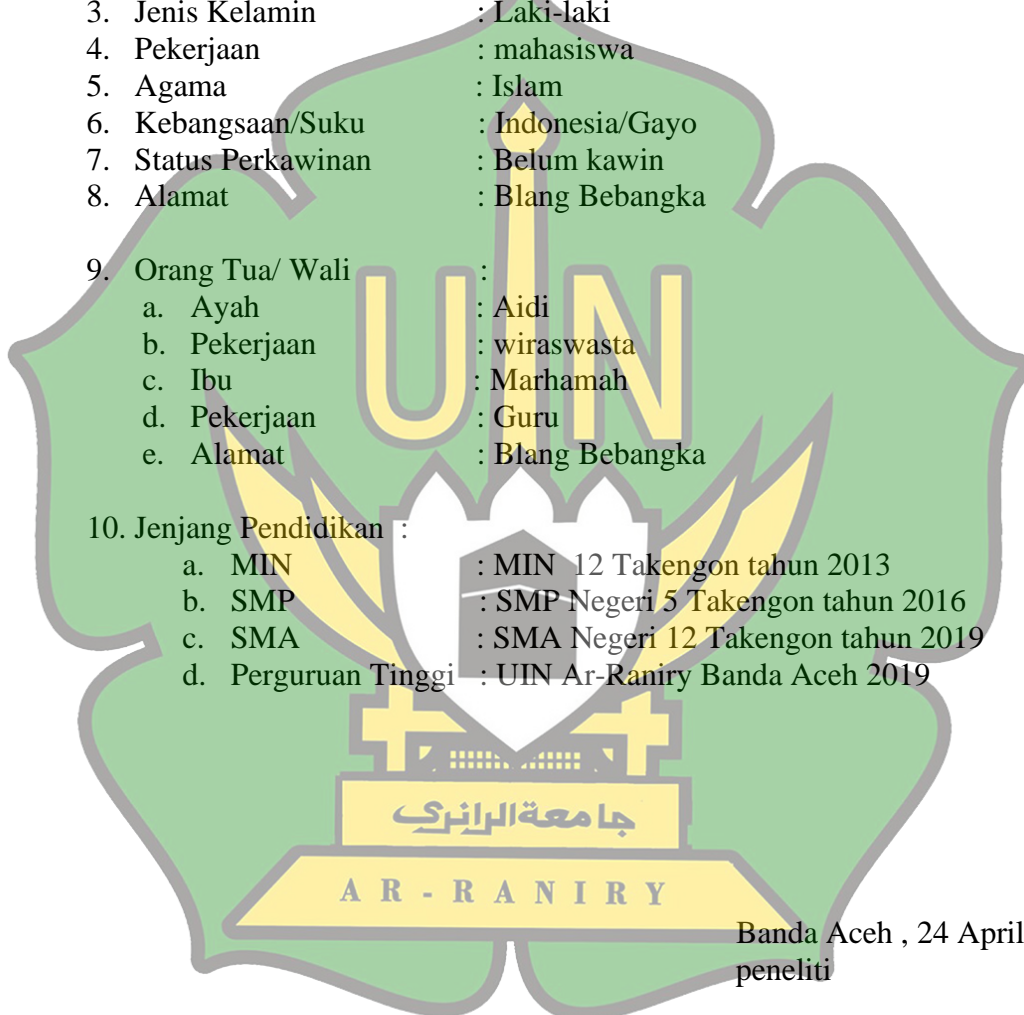 3. Jenis Kelamin : Laki-laki
4. Pekerjaan : mahasiswa
5. Agama : Islam
6. Kebangsaan/Suku : Indonesia/Gayo
7. Status Perkawinan : Belum kawin
8. Alamat : Blang Bebangka
9. Orang Tua/ Wali :
a. Ayah : Aidi
b. Pekerjaan : wiraswasta
c. Ibu : Marhamah
d. Pekerjaan : Guru
e. Alamat : Blang Bebangka
10. Jenjang Pendidikan :
a. MIN : MIN 12 Takengon tahun 2013
b. SMP : SMP Negeri 5 Takengon tahun 2016
c. SMA : SMA Negeri 12 Takengon tahun 2019
d. Perguruan Tinggi : UIN Ar-Raniry Banda Aceh 2019
UIN
جامعة الرانري
AR-RANIRY
Banda Aceh , 24 April
peneliti